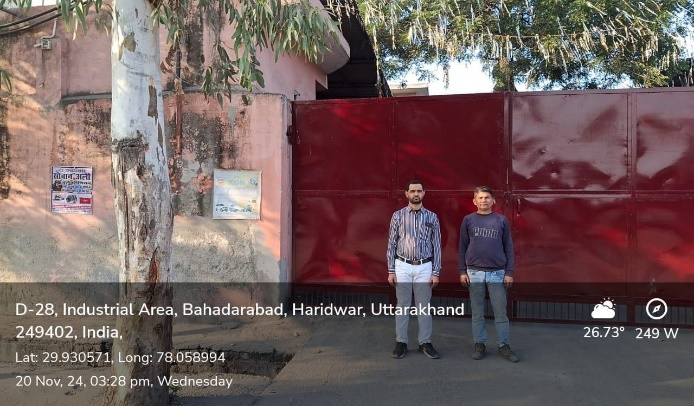 PUMA
D-28, Industrial Area, Bahadarabad, Haridwar, Uttarakhand
249402, India,
Lat: 29.930571, Long: 78.058994
20 Nov, 24, 03:28 pm, Wednesday
26.73° 249 W